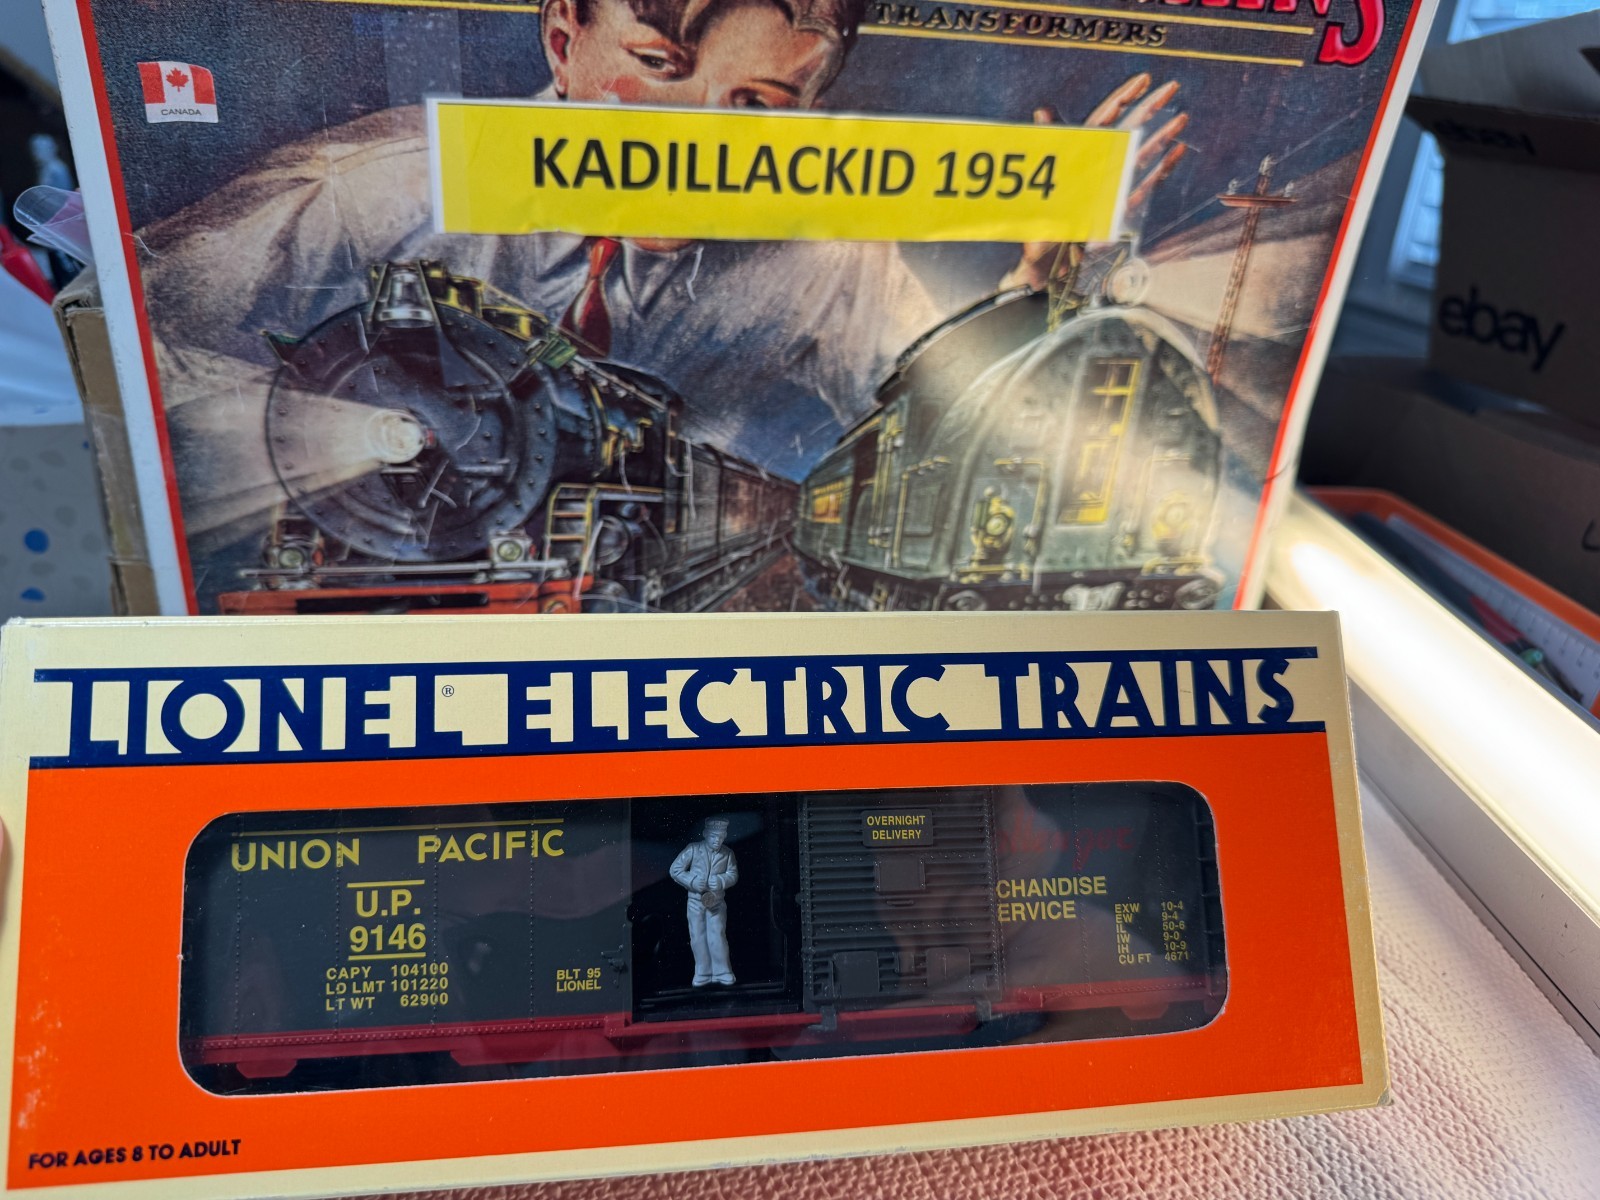 TRANSFORMERS
CANADA
KADILLACKID 1954
ebay
LIONEL® ELECTRIC TRAINS
UNION PACIFIC
U.P.
9146
CAPY 104100
LD LMT 101220
LT WT 62900
BLT 95
LIONEL
OVERNIGHT
DELIVERY
CHANDISE
ERVICE
EXW 10-4
EW 9-4
IL 50-6
IW 9-0
IH 10-9
CU FT 4671
FOR AGES 8 TO ADULT